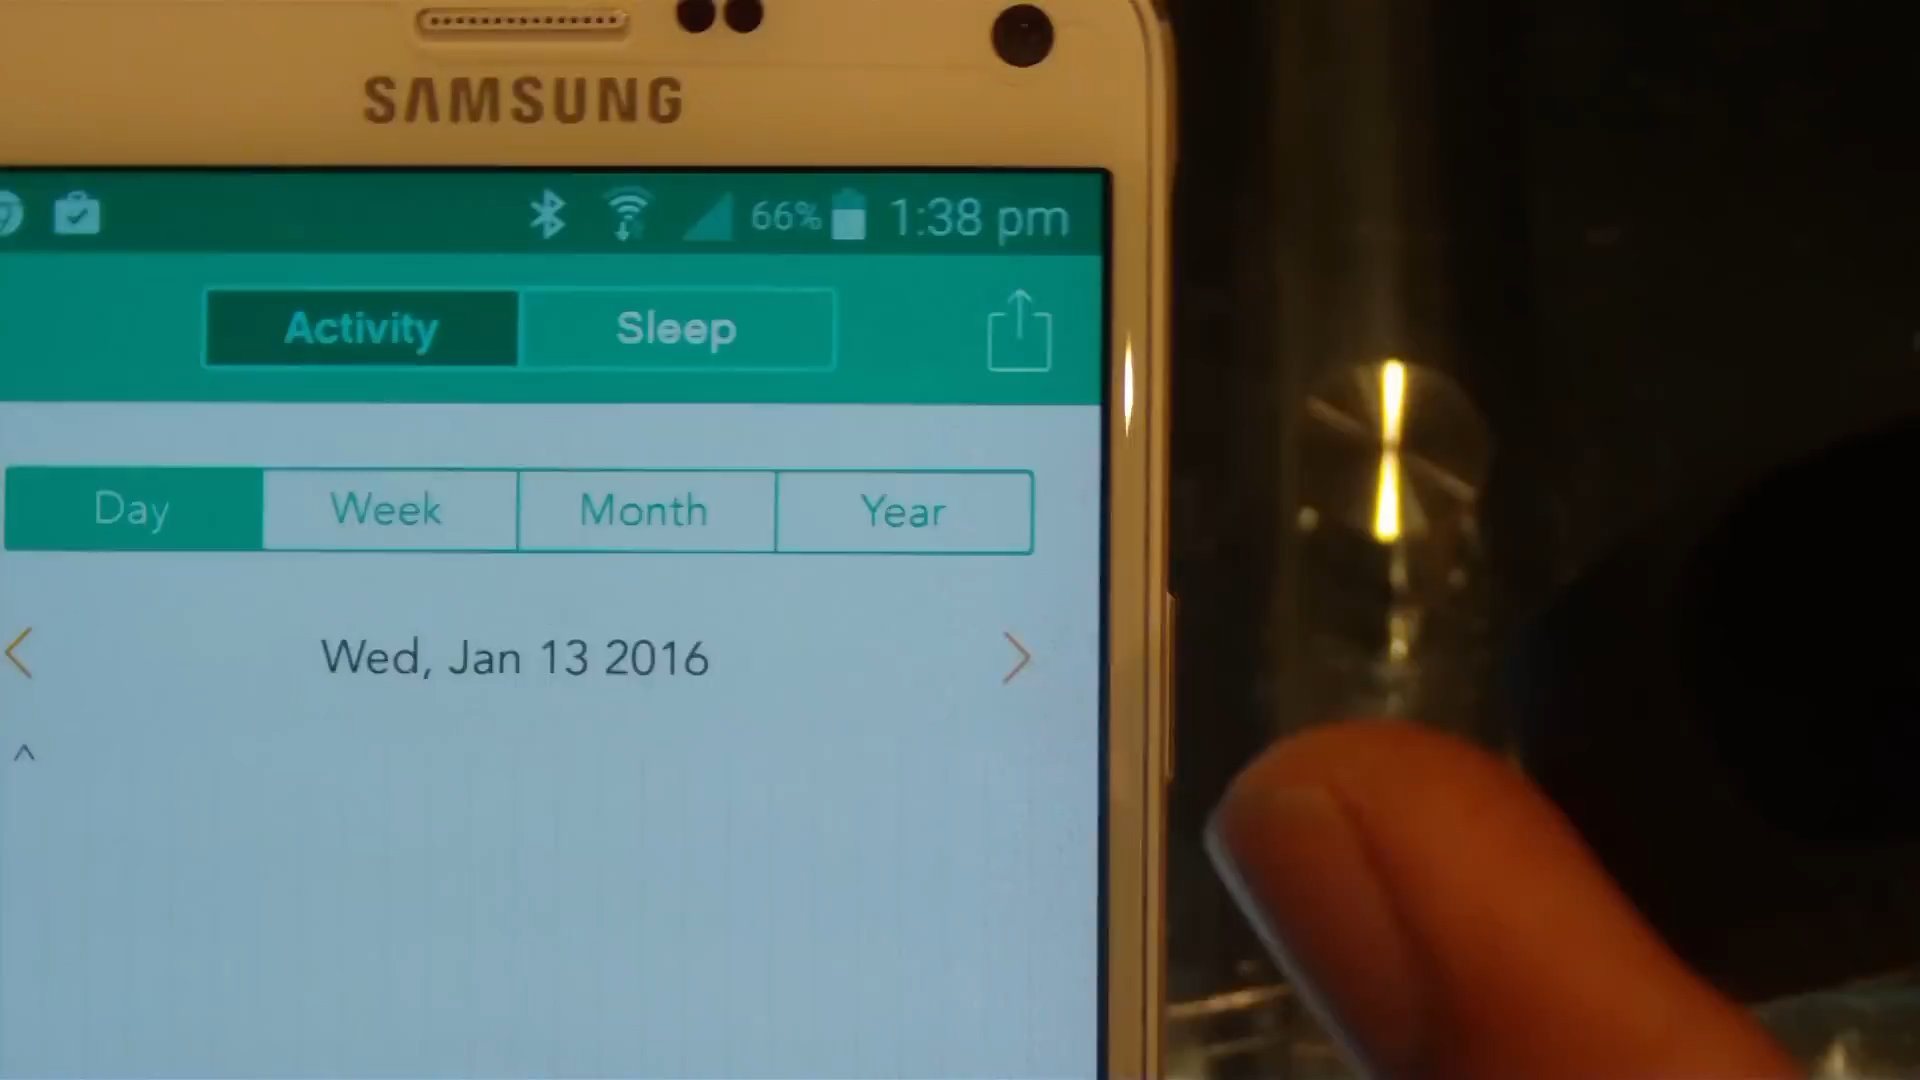 SAMSUNG
66% 1:38 pm
Activity Sleep
Day Week Month Year
Wed, Jan 13 2016